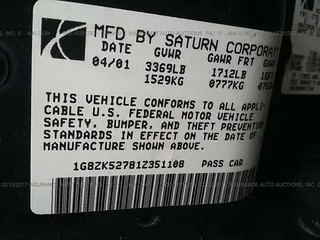 MFD BY SATURN CORPORATI
DATE GVWR GAWR FRT GAWR
04/01 3369LB 1712LB
1529KG 0777KG
THIS VEHICLE CONFORMS TO ALL APPLI-
CABLE U.S. FEDERAL MOTOR VEHICLE
SAFETY, BUMPER, AND THEFT PREVENTION
STANDARDS IN EFFECT ON THE DATE OF
MANUFACTURE SHOWN ABOVE.
1G8ZK52781Z351108 PASS CAR